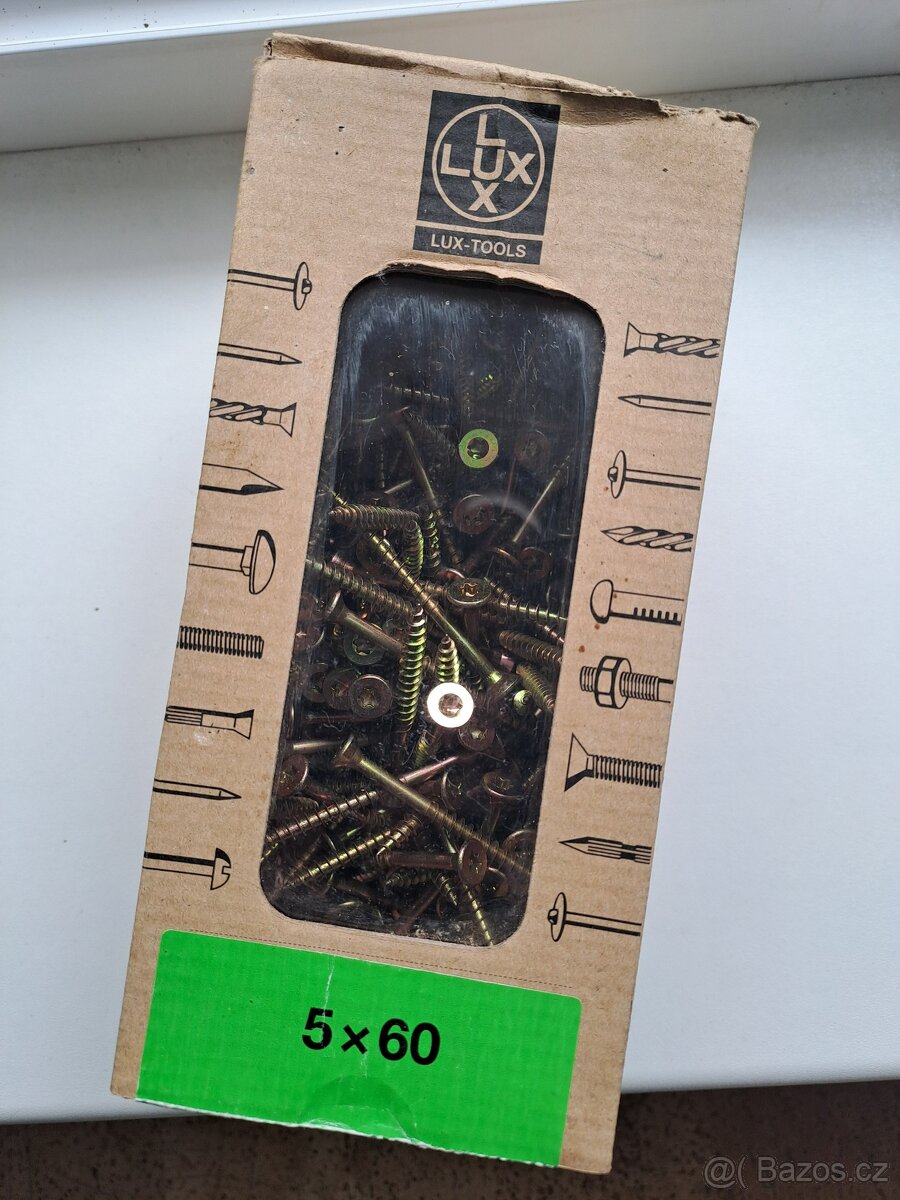 L
LUX
X
LUX-TOOLS
5×60
@( Bazos.cz